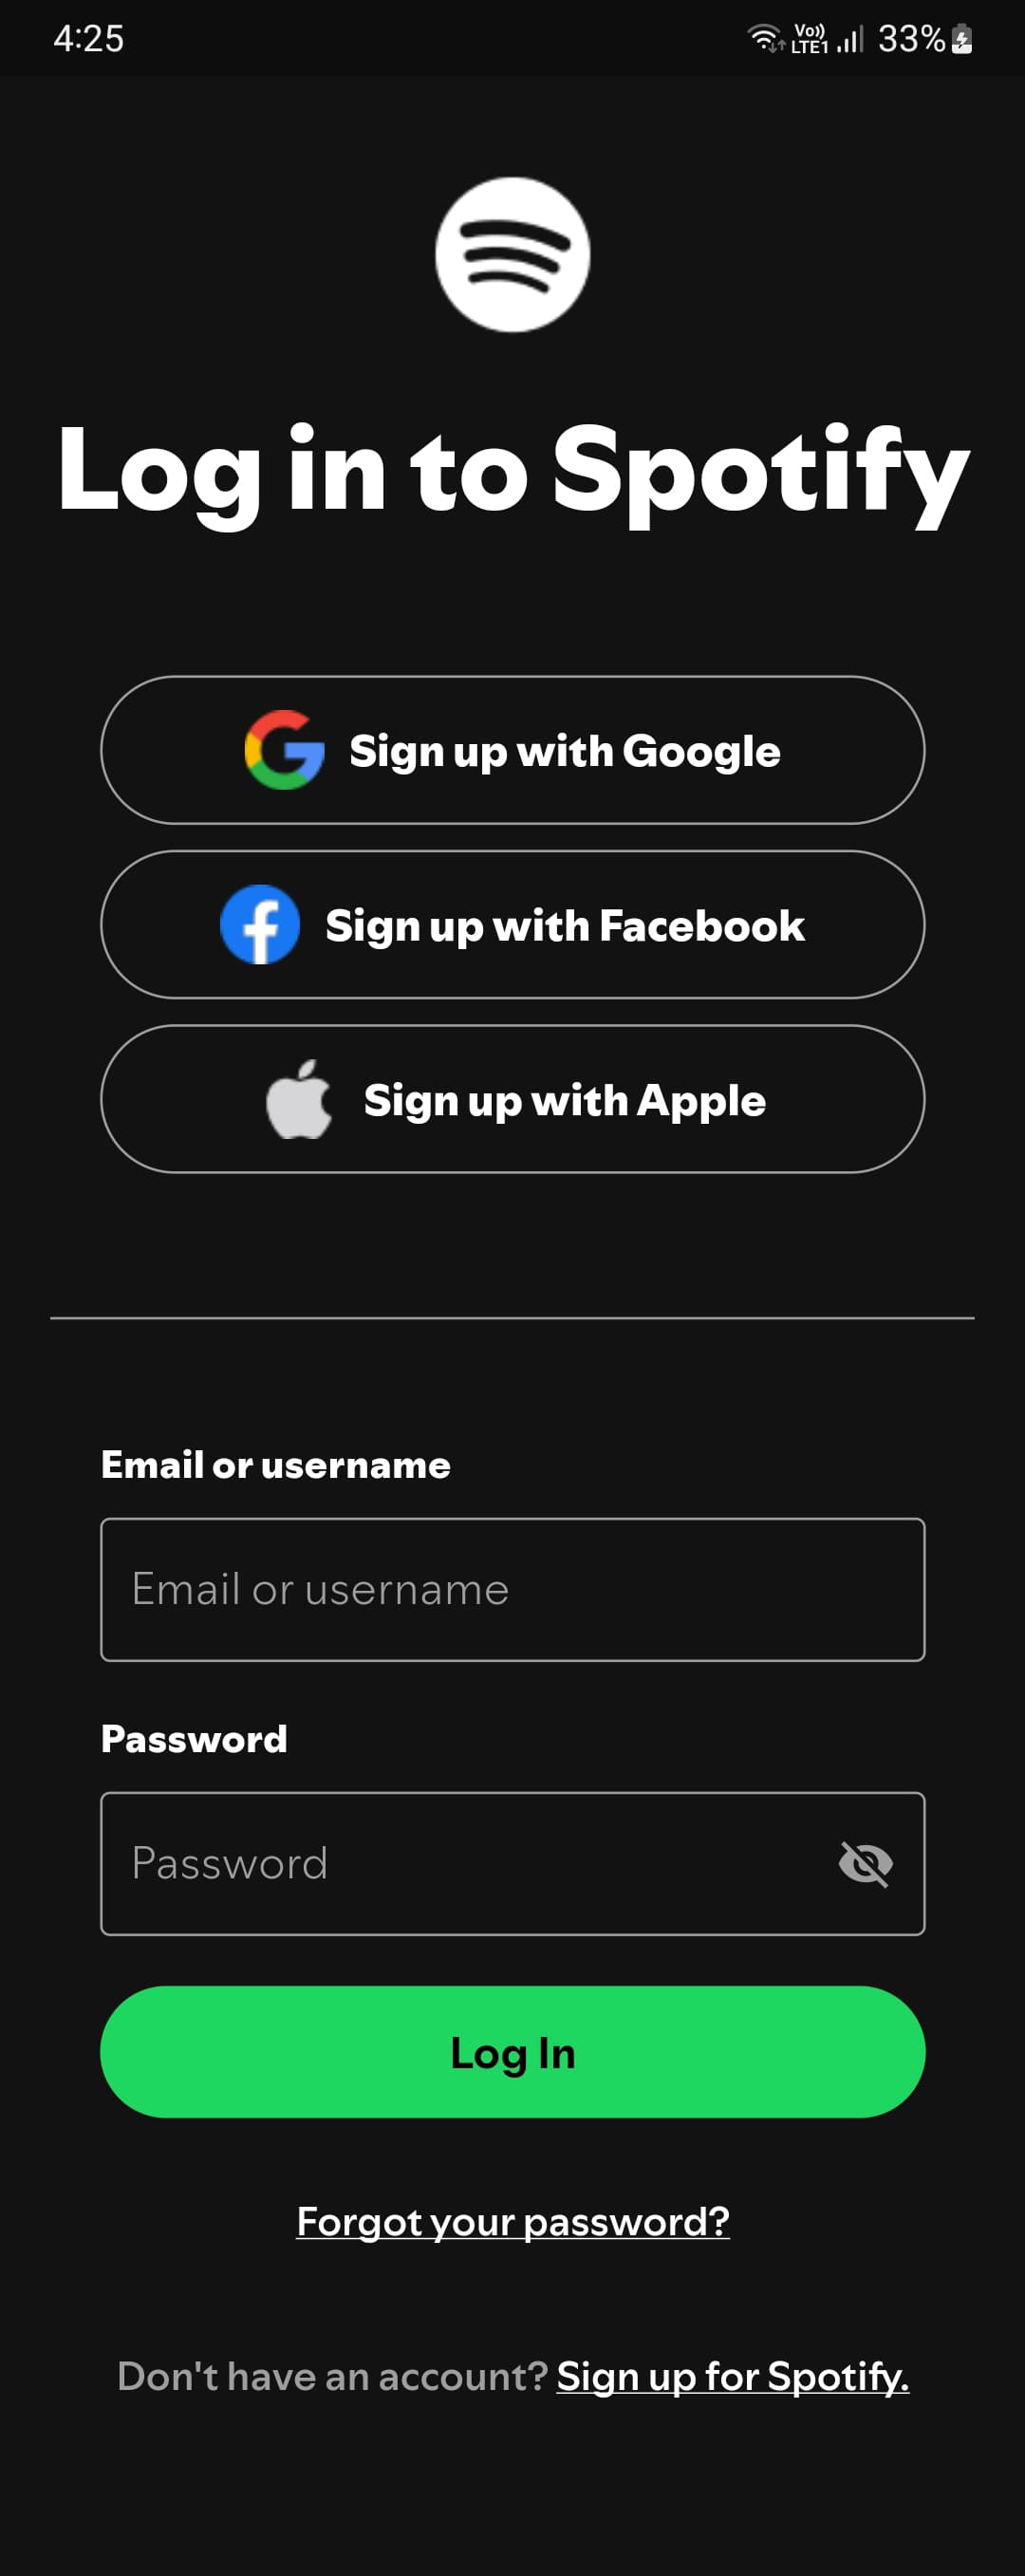 4:25
Vo))
LTE1
33%
Log in to Spotify
Sign up with Google
Sign up with Facebook
Sign up with Apple
Email or username
Email or username
Password
Password
Log In
Forgot your password?
Don't have an account? Sign up for Spotify.